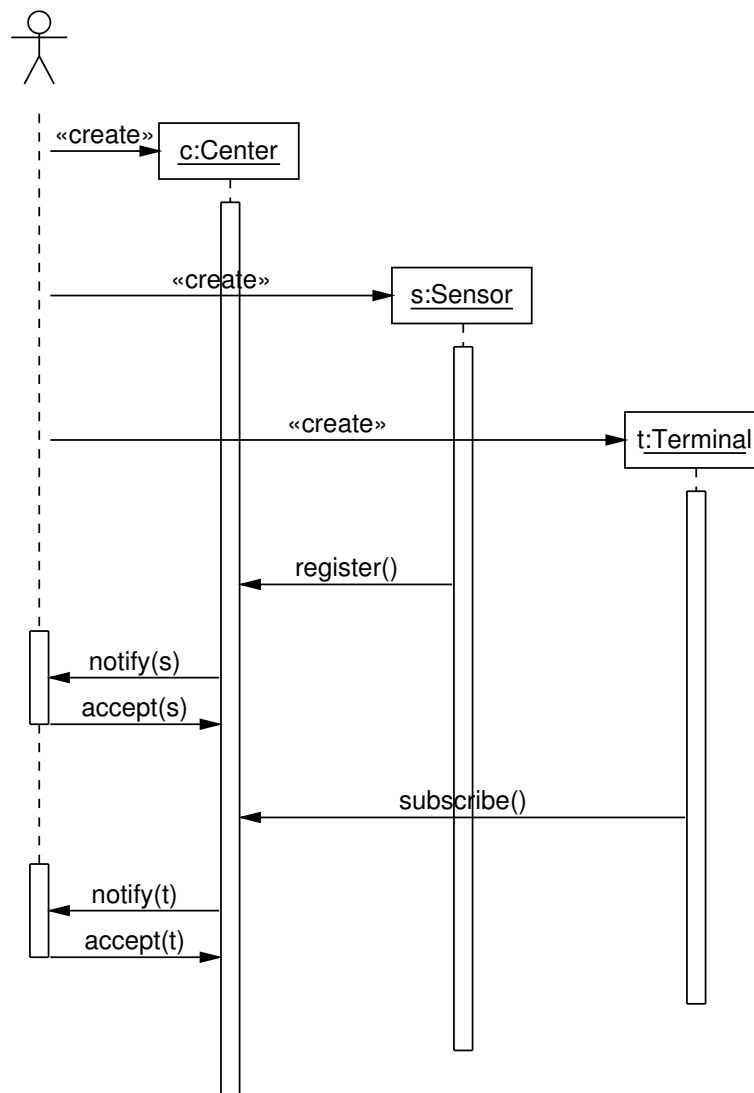 «create»
c:Center
«create»
s:Sensor
«create»
t:Terminal
register()
notify(s)
accept(s)
subscribe()
notify(t)
accept(t)